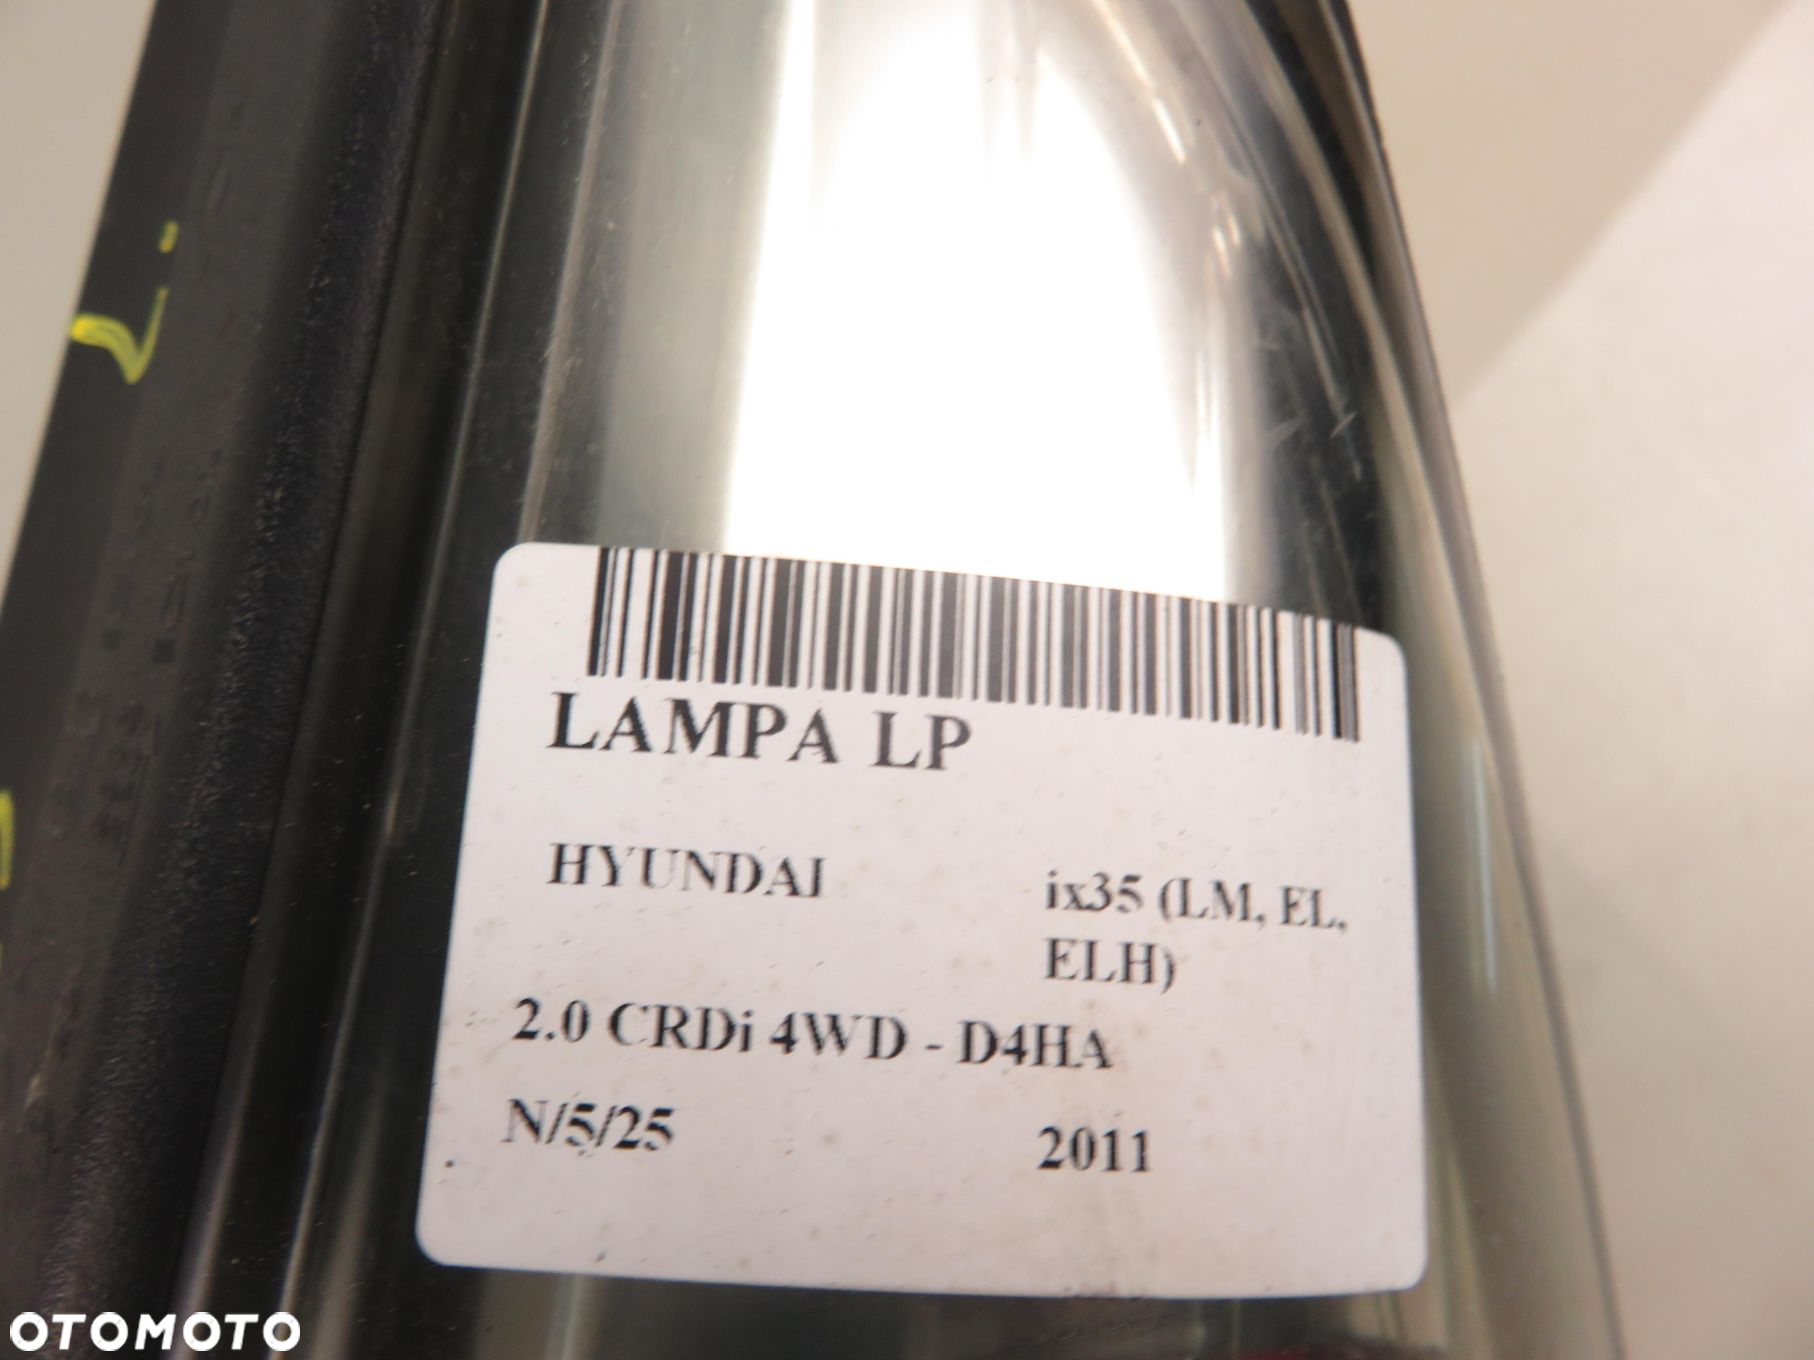 LAMPA LP
HYUNDAI ix35 (LM, EL,
ELH)
2.0 CRDi 4WD - D4HA
N/5/25 2011
OTOMOTO